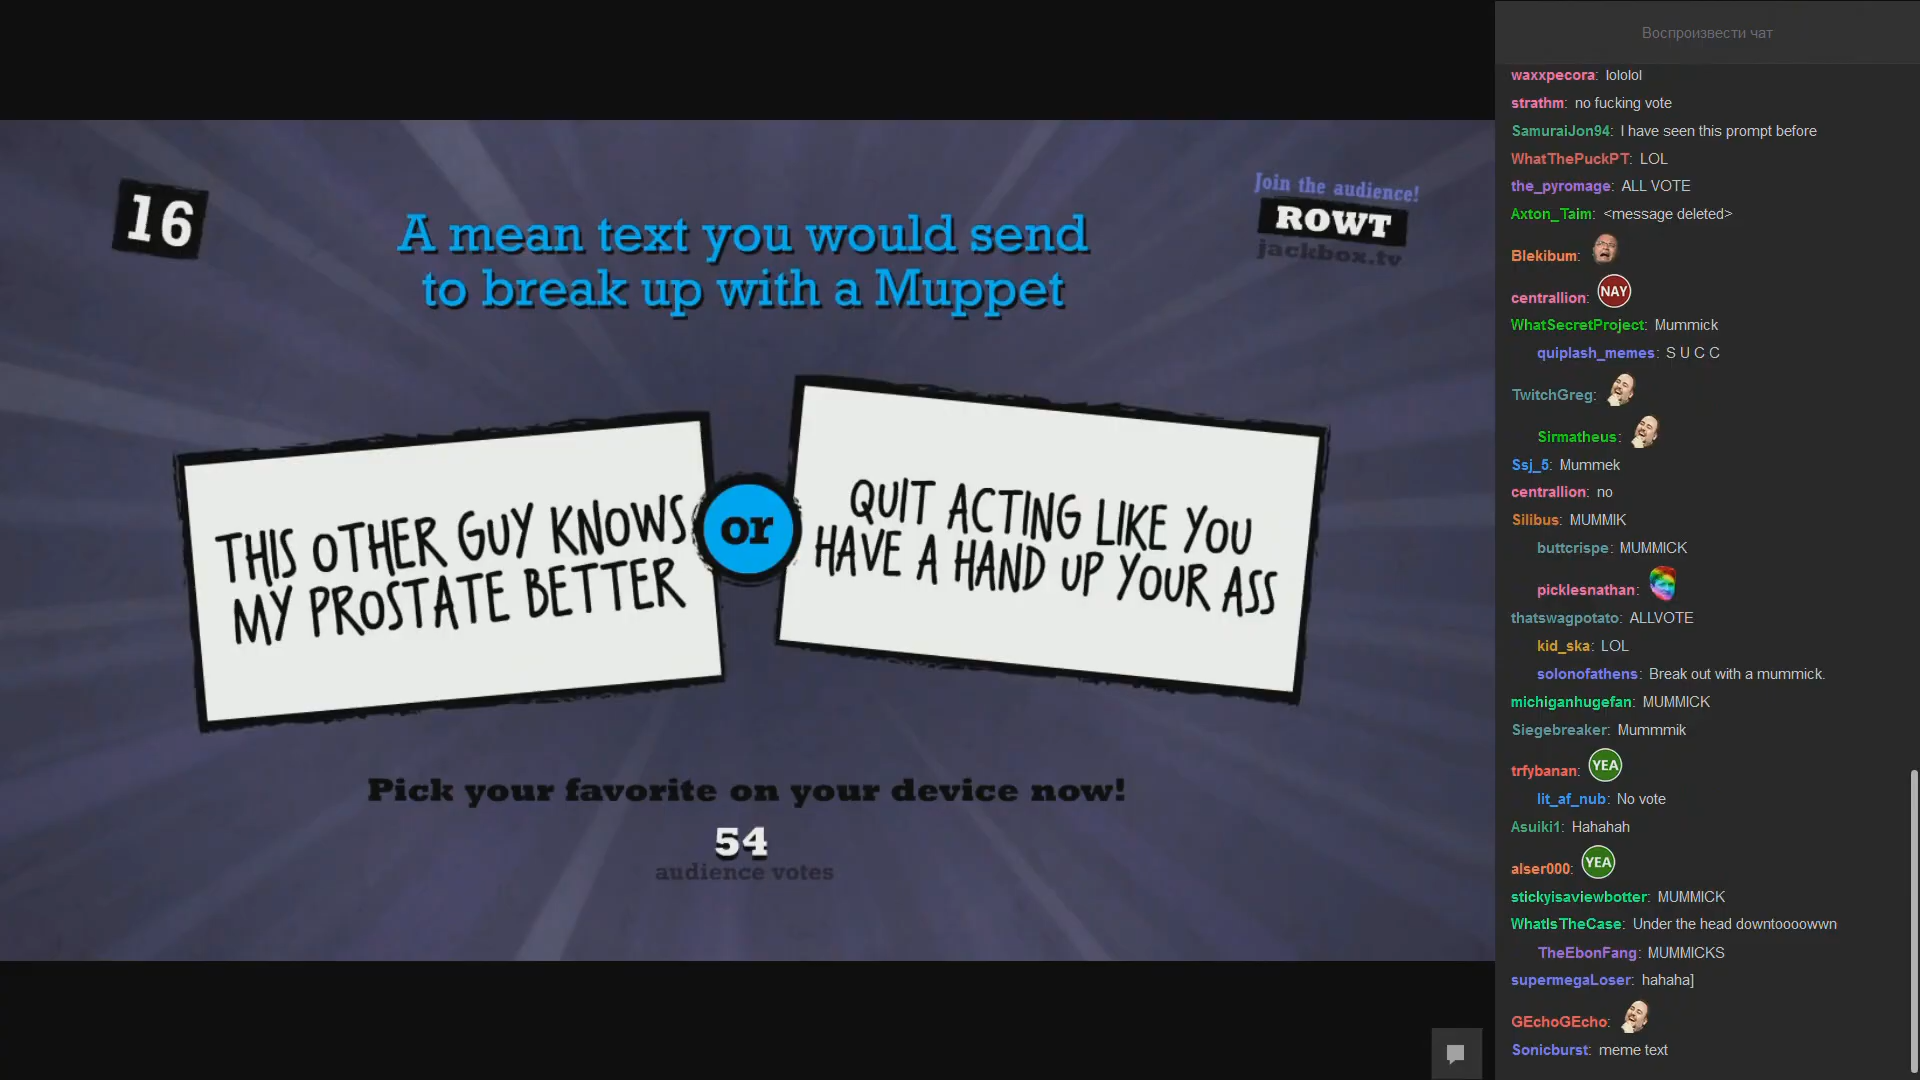 16
A mean text you would send
to break up with a Muppet
Join the audience!
ROWT
jackbox.tv
THIS OTHER GUY KNOWS
MY PROSTATE BETTER
or
QUIT ACTING LIKE YOU
HAVE A HAND UP YOUR ASS
Pick your favorite on your device now!
54
audience votes
Воспроизвести чат
waxxpecora: lololol
strathm: no fucking vote
SamuraiJon94: I have seen this prompt before
WhatThePuckPT: LOL
the_pyromage: ALL VOTE
Axton_Taim: <message deleted>
Blekibum:
centrallion: NAY
WhatSecretProject: Mummick
quiplash_memes: S U C C
TwitchGreg:
Sirmatheus:
Ssj_5: Mummek
centrallion: no
Silibus: MUMMIK
buttcrispe: MUMMICK
picklesnathan:
thatswagpotato: ALLVOTE
kid_ska: LOL
solonofathens: Break out with a mummick.
michiganhugefan: MUMMICK
Siegebreaker: Mummmik
trfybanan: YEA
lit_af_nub: No vote
Asuiki1: Hahahah
alser000: YEA
stickyisaviewbotter: MUMMICK
WhatIsTheCase: Under the head downtoooowwn
TheEbonFang: MUMMICKS
supermegaLoser: hahaha]
GEchoGEcho:
Sonicburst: meme text